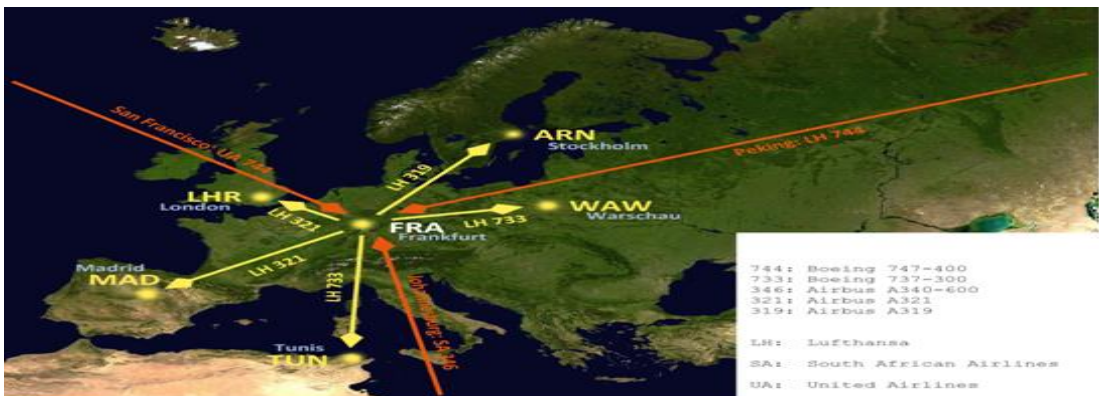 San Francisco: UA 744
ARN
Stockholm
Peking: LH 744
LH 319
LHR
London
LH 321
WAW
Warschau
LH 733
FRA
Frankfurt
Madrid
MAD
LH 321
LH 733
Johannesburg: SA 346
Tunis
TUN
744: Boeing 747-400
733: Boeing 737-300
346: Airbus A340-600
321: Airbus A321
319: Airbus A319
LH: Lufthansa
SA: South African Airlines
UA: United Airlines